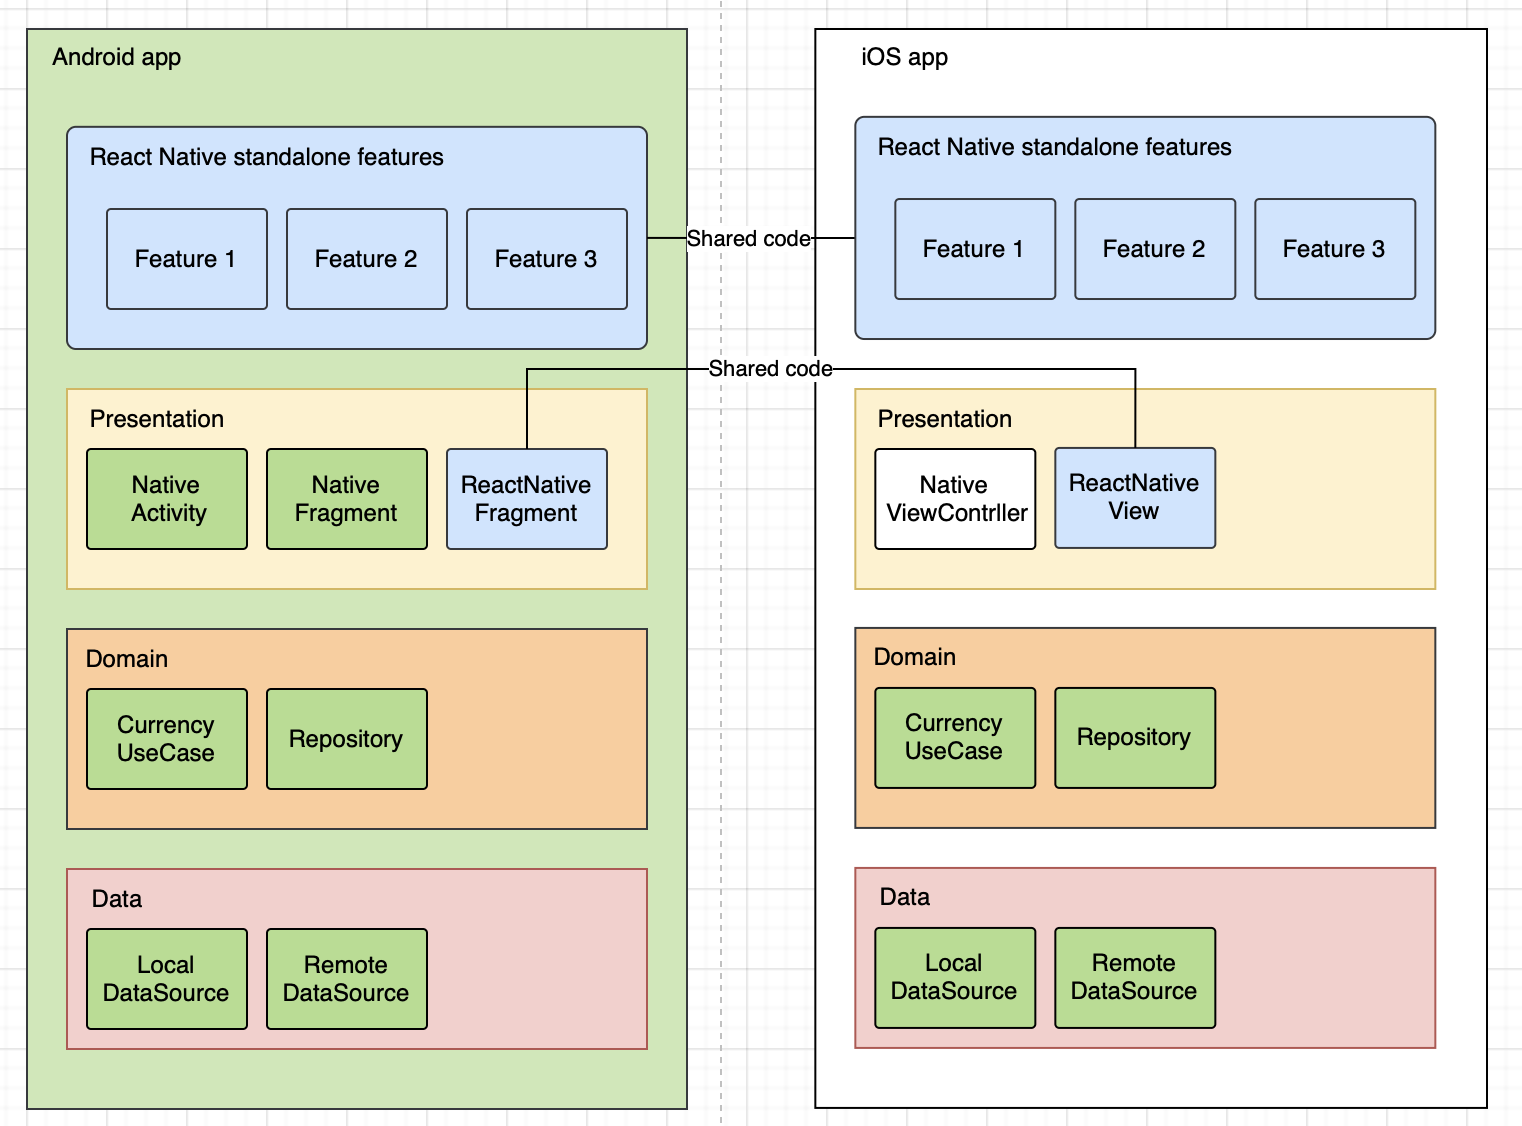 Android app
React Native standalone features
Feature 1
Feature 2
Feature 3
Shared code
Shared code
Presentation
Native
Activity
Native
Fragment
ReactNative
Fragment
Domain
Currency
UseCase
Repository
Data
Local
DataSource
Remote
DataSource
iOS app
React Native standalone features
Feature 1
Feature 2
Feature 3
Presentation
Native
ViewContrller
ReactNative
View
Domain
Currency
UseCase
Repository
Data
Local
DataSource
Remote
DataSource